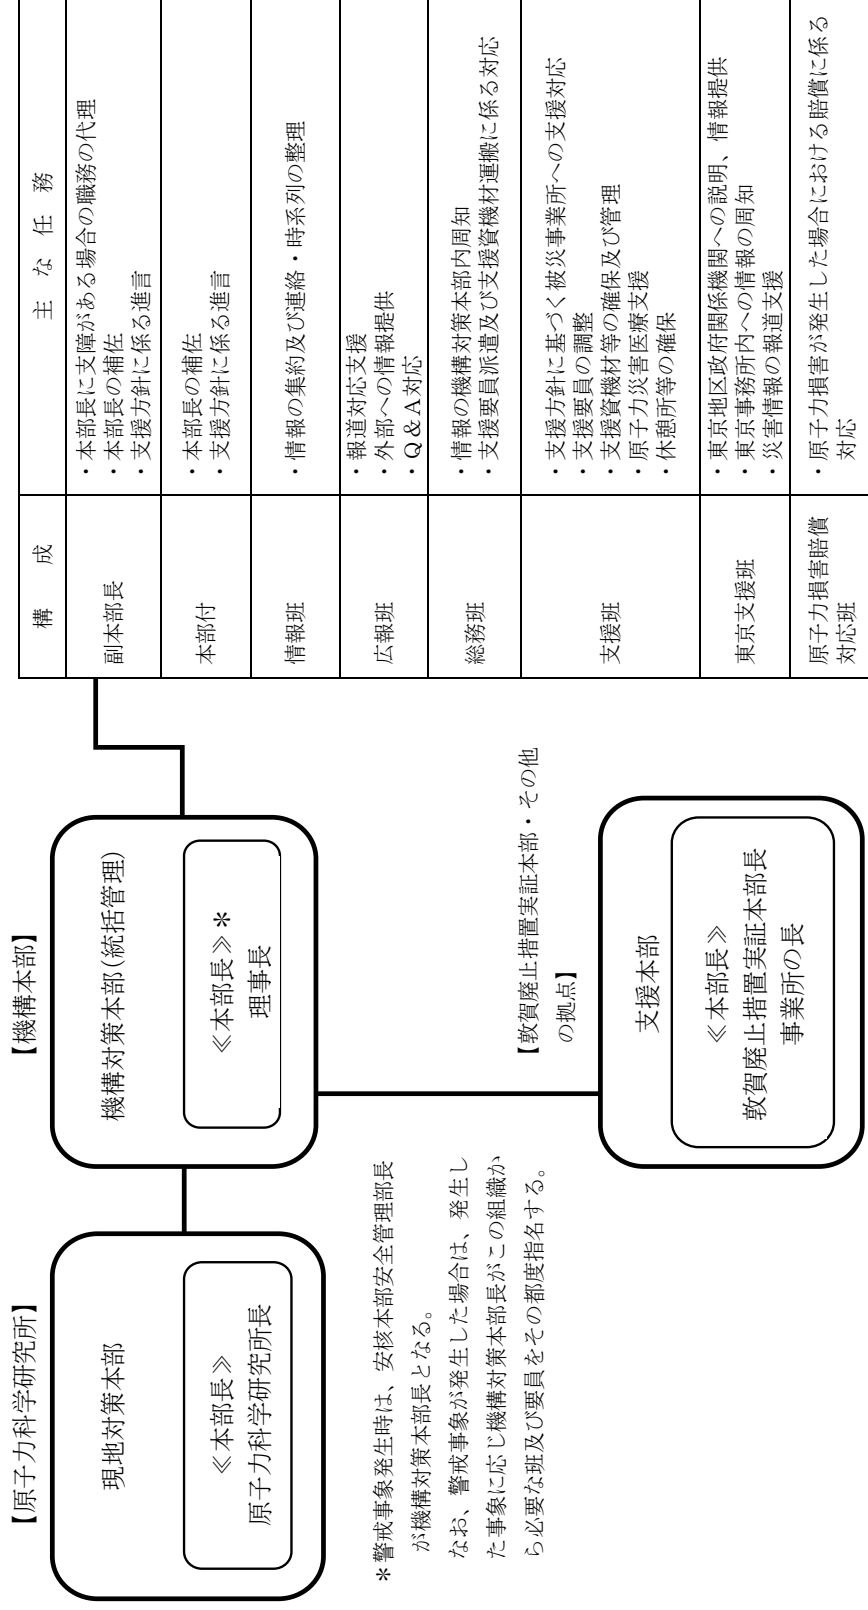 【原子力科学研究所】
現地対策本部
≪本部長≫
原子力科学研究所長
【機構本部】
機構対策本部（統括管理）
≪本部長≫＊
理事長
＊警戒事象発生時は、安核本部安全管理部長
が機構対策本部長となる。
なお、警戒事象が発生した場合は、発生し
た事象に応じ機構対策本部長がこの組織か
ら必要な班及び要員をその都度指名する。
【敦賀廃止措置実証本部・その他
の拠点】
支援本部
≪本部長≫
敦賀廃止措置実証本部長
事業所の長
構　成
主　な　任　務
副本部長
・本部長に支障がある場合の職務の代理
・本部長の補佐
・支援方針に係る進言
本部付
・本部長の補佐
・支援方針に係る進言
情報班
・情報の集約及び連絡・時系列の整理
広報班
・報道対応支援
・外部への情報提供
・Ｑ＆Ａ対応
総務班
・情報の機構対策本部内周知
・支援要員派遣及び支援資機材運搬に係る対応
支援班
・支援方針に基づく被災事業所への支援対応
・支援要員の調整
・支援資機材等の確保及び管理
・原子力災害医療支援
・休憩所等の確保
東京支援班
・東京地区政府関係機関への説明、情報提供
・東京事務所内への情報の周知
・災害情報の報道支援
原子力損害賠償
対応班
・原子力損害が発生した場合における賠償に係る
対応